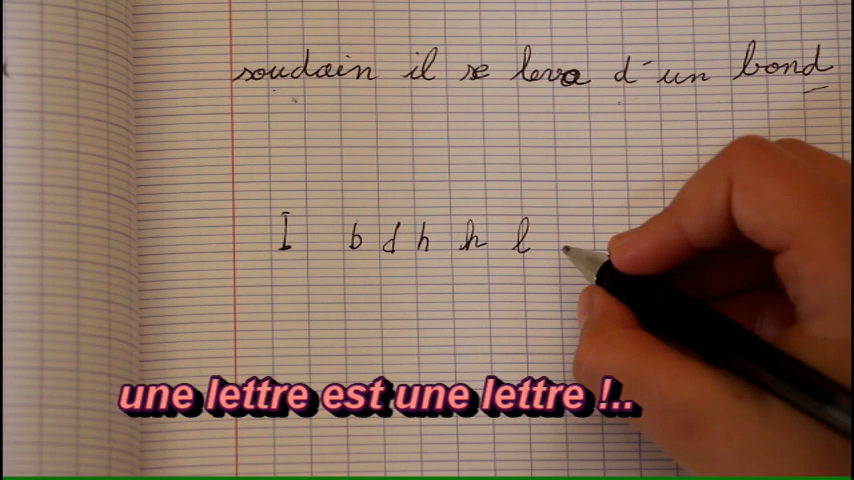 soudain il se leva d'un bond
I b d h h l
une lettre est une lettre !..